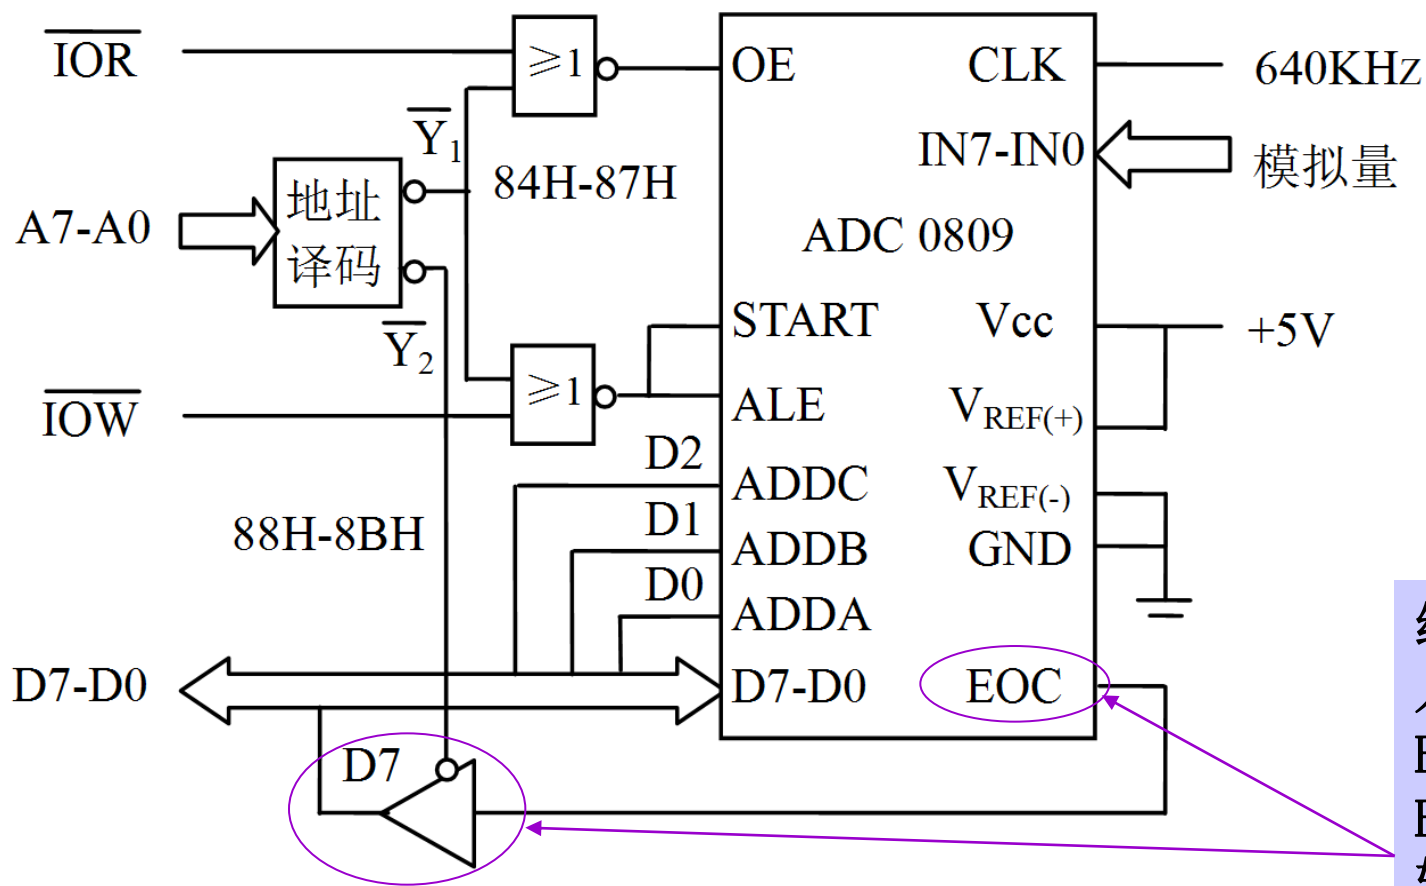 IOR
≥1
OE
CLK
640KHz
Y1
IN7-IN0
模拟量
84H-87H
A7-A0
地址
译码
ADC 0809
Y2
START
Vcc
+5V
IOW
≥1
ALE
VREF(+)
D2
ADDC
VREF(-)
88H-8BH
D1
ADDB
GND
D0
ADDA
D7-D0
D7-D0
EOC
D7